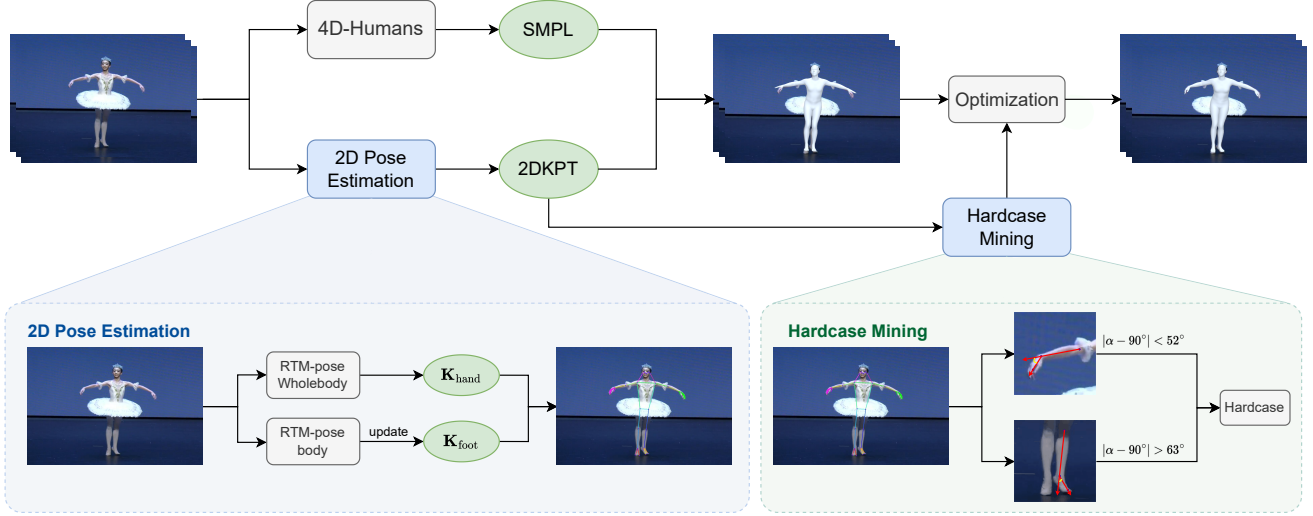 4D-Humans
SMPL
2D Pose
Estimation
2DKPT
Optimization
Hardcase
Mining
2D Pose Estimation
RTM-pose
Wholebody
K_hand
RTM-pose
body
update
K_foot
Hardcase Mining
|α − 90°| < 52°
|α − 90°| > 63°
Hardcase